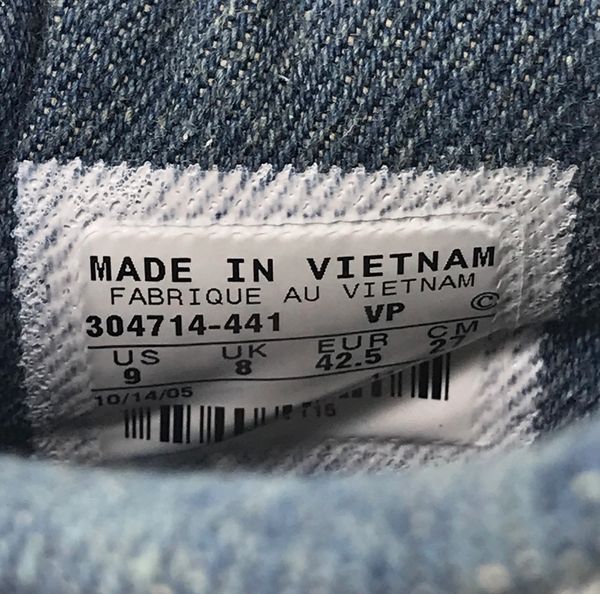 MADE IN VIETNAM
FABRIQUE AU VIETNAM
304714-441 VP ©
US UK EUR CM
9 8 42.5 27
10/14/05